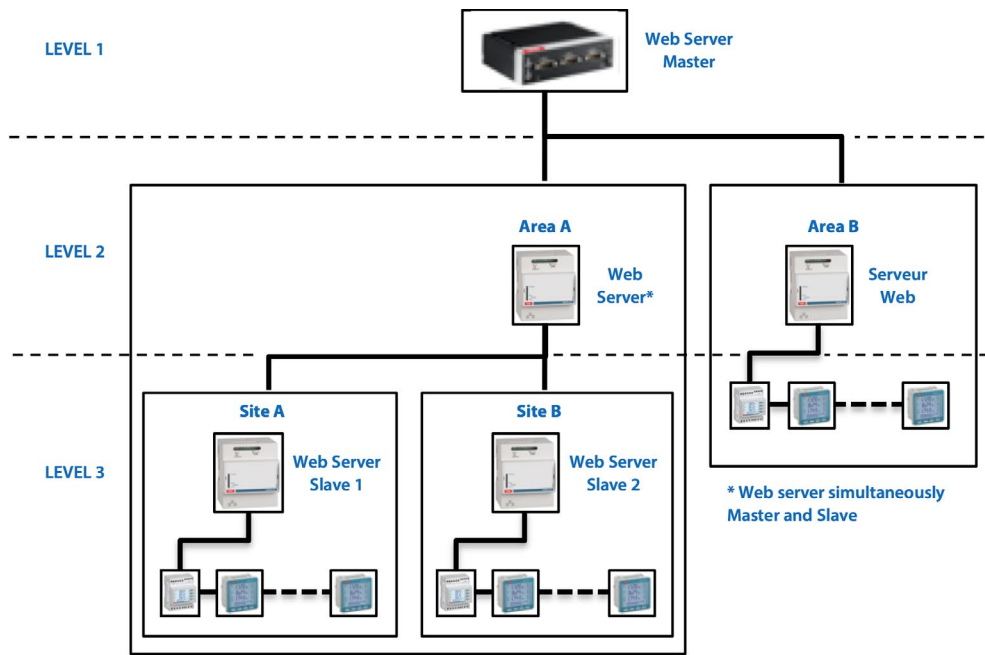 LEVEL 1
Web Server
Master
LEVEL 2
Area A
Web
Server*
Area B
Serveur
Web
LEVEL 3
Site A
Web Server
Slave 1
Site B
Web Server
Slave 2
* Web server simultaneously
Master and Slave